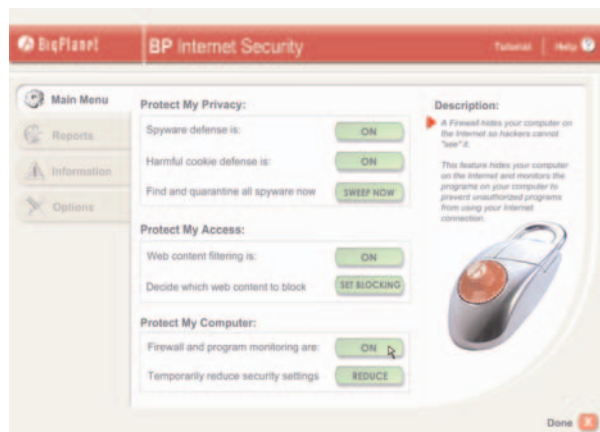 BigPlanet
BP Internet Security
Tutorial | Help ?
Main Menu
Reports
Information
Options
Protect My Privacy:
Spyware defense is: ON
Harmful cookie defense is: ON
Find and quarantine all spyware now SWEEP NOW
Protect My Access:
Web content filtering is: ON
Decide which web content to block SET BLOCKING
Protect My Computer:
Firewall and program monitoring are: ON
Temporarily reduce security settings REDUCE
Description:
A Firewall hides your computer on
the Internet so hackers cannot
"see" it.
This feature hides your computer
on the Internet and monitors the
programs on your computer to
prevent unauthorized programs
from using your Internet
connection.
Done X